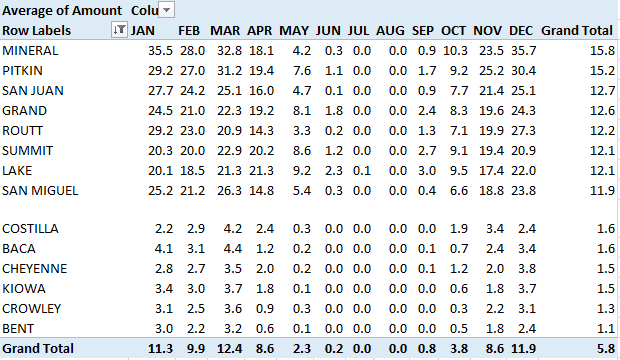 Average of Amount Colu
Row Labels JAN FEB MAR APR MAY JUN JUL AUG SEP OCT NOV DEC Grand Total
MINERAL 35.5 28.0 32.8 18.1 4.2 0.3 0.0 0.0 0.9 10.3 23.5 35.7 15.8
PITKIN 29.2 27.0 31.2 19.4 7.6 1.1 0.0 0.0 1.7 9.2 25.2 30.4 15.2
SAN JUAN 27.7 24.2 25.1 16.0 4.7 0.1 0.0 0.0 0.9 7.7 21.4 25.1 12.7
GRAND 24.5 21.0 22.3 19.2 8.1 1.8 0.0 0.0 2.4 8.3 19.6 24.3 12.6
ROUTT 29.2 23.0 20.9 14.3 3.3 0.2 0.0 0.0 1.3 7.1 19.9 27.3 12.2
SUMMIT 20.3 20.0 22.9 20.2 8.6 1.2 0.0 0.0 2.7 9.1 19.4 20.9 12.1
LAKE 20.1 18.5 21.3 21.3 9.2 2.3 0.1 0.0 3.0 9.5 17.4 22.0 12.1
SAN MIGUEL 25.2 21.2 26.3 14.8 5.4 0.3 0.0 0.0 0.4 6.6 18.8 23.8 11.9
COSTILLA 2.2 2.9 4.2 2.4 0.3 0.0 0.0 0.0 0.0 1.9 3.4 2.4 1.6
BACA 4.1 3.1 4.4 1.2 0.2 0.0 0.0 0.0 0.1 0.7 2.4 3.4 1.6
CHEYENNE 2.8 2.7 3.5 2.0 0.2 0.0 0.0 0.0 0.1 1.2 2.0 3.8 1.5
KIOWA 3.4 3.0 3.7 1.8 0.1 0.0 0.0 0.0 0.0 0.6 1.8 3.7 1.5
CROWLEY 3.1 2.5 3.6 0.9 0.3 0.0 0.0 0.0 0.0 0.3 2.2 3.1 1.3
BENT 3.0 2.2 3.2 0.6 0.1 0.0 0.0 0.0 0.0 0.5 1.8 2.4 1.1
Grand Total 11.3 9.9 12.4 8.6 2.3 0.2 0.0 0.0 0.8 3.8 8.6 11.9 5.8